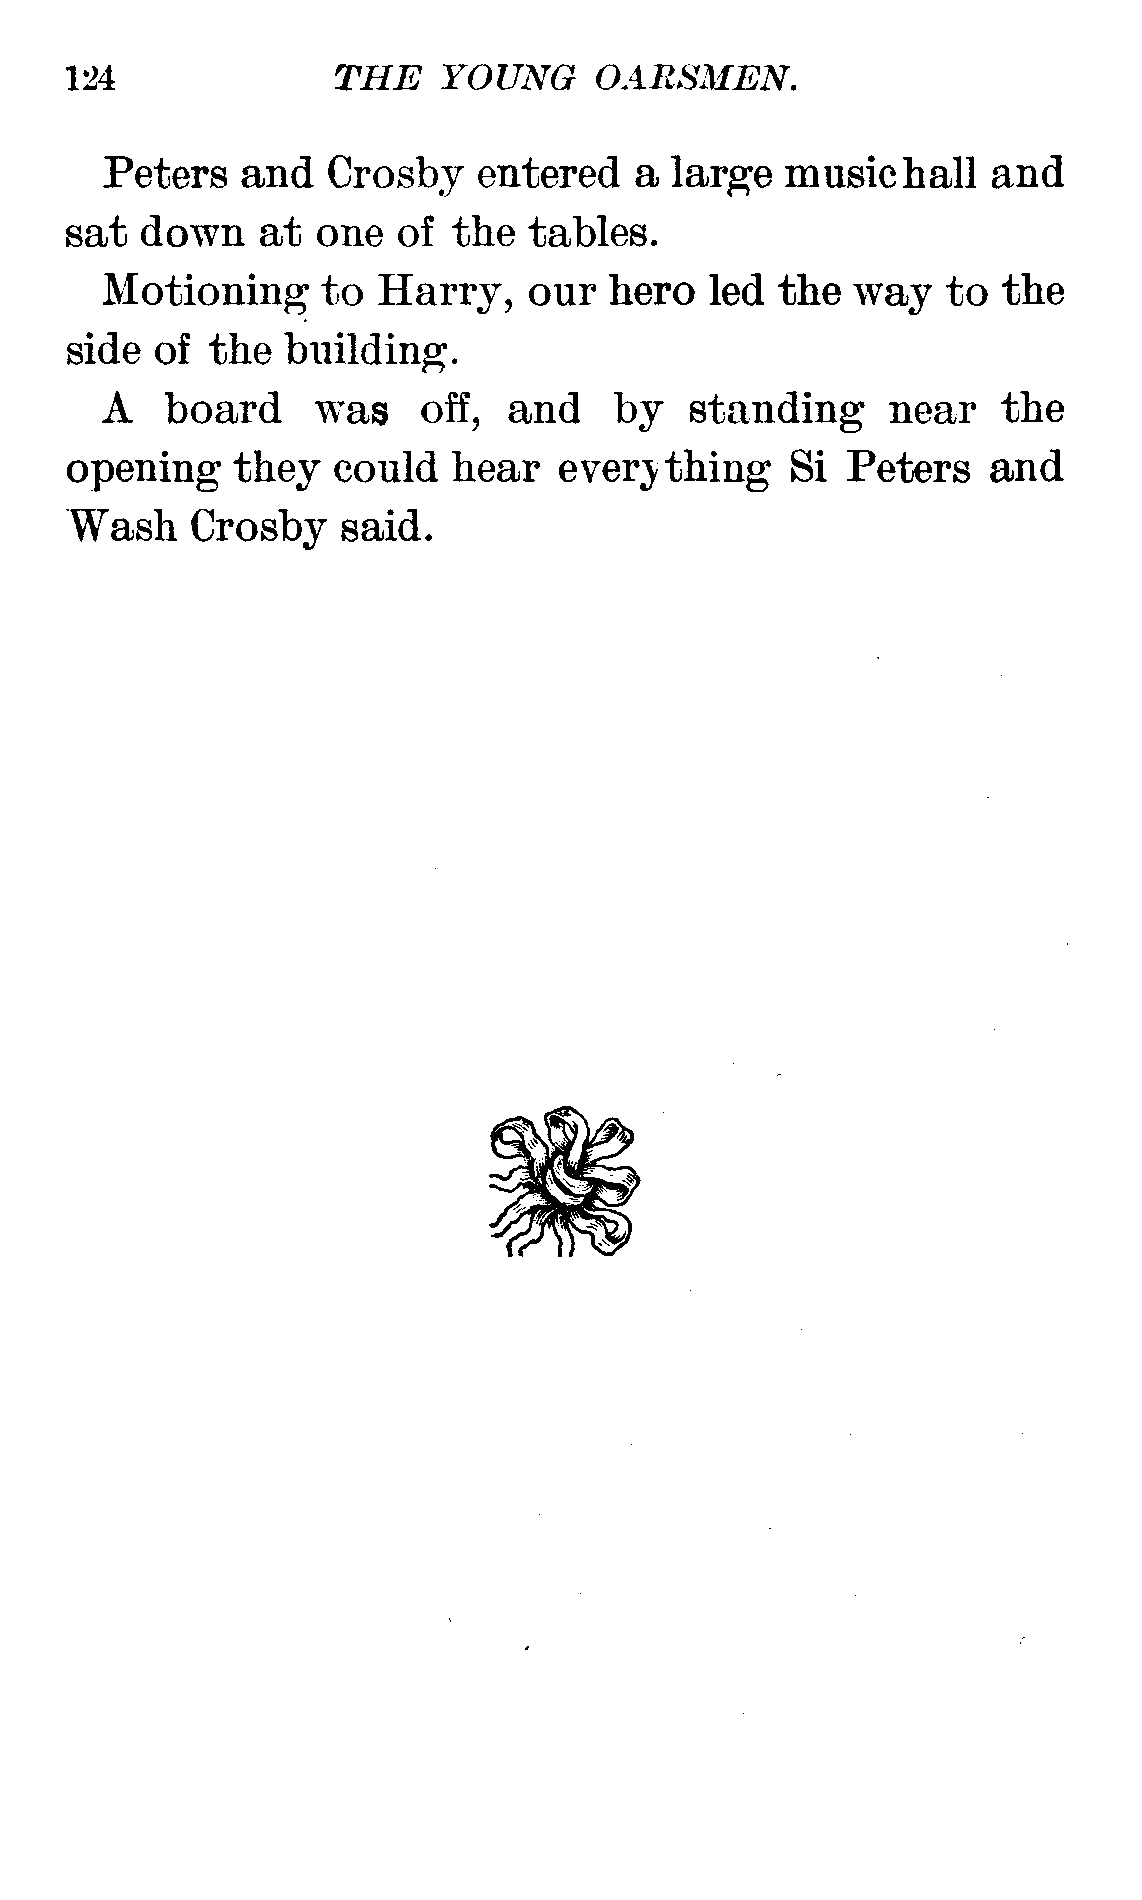 124 THE YOUNG OARSMEN.
Peters and Crosby entered a large music hall and
sat down at one of the tables.
Motioning to Harry, our hero led the way to the
side of the building.
A board was off, and by standing near the
opening they could hear everything Si Peters and
Wash Crosby said.